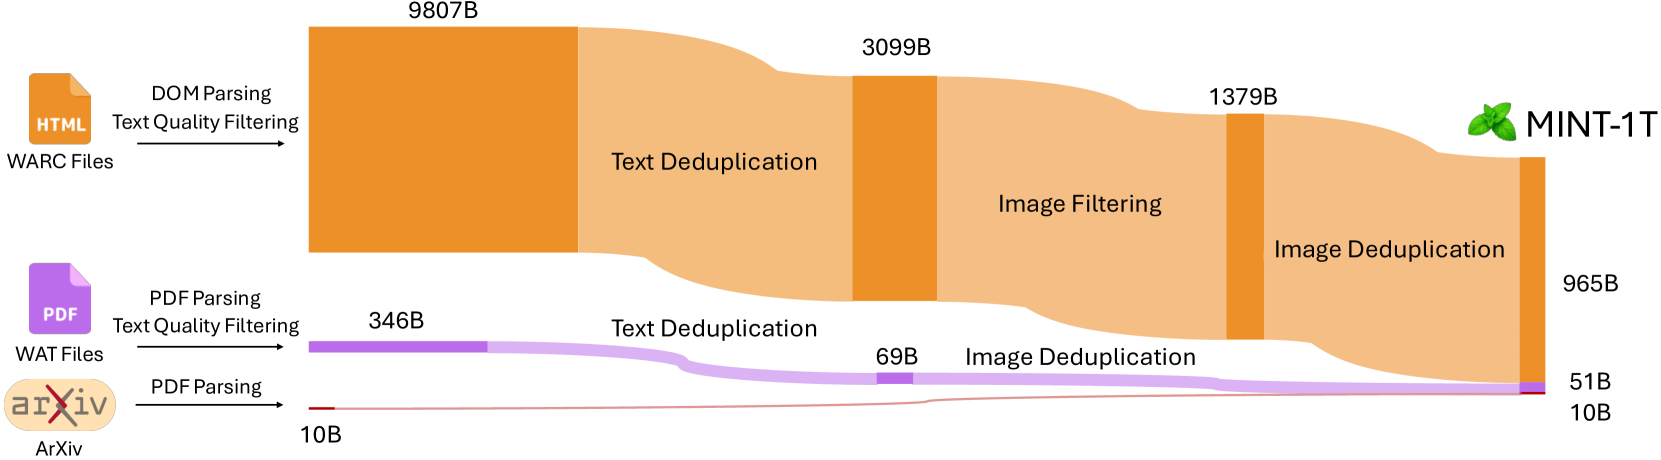 9807B
3099B
1379B
MINT-1T
HTML
WARC Files
DOM Parsing
Text Quality Filtering
Text Deduplication
Image Filtering
Image Deduplication
965B
PDF
WAT Files
PDF Parsing
Text Quality Filtering
346B
Text Deduplication
69B
Image Deduplication
51B
arXiv
ArXiv
PDF Parsing
10B
10B